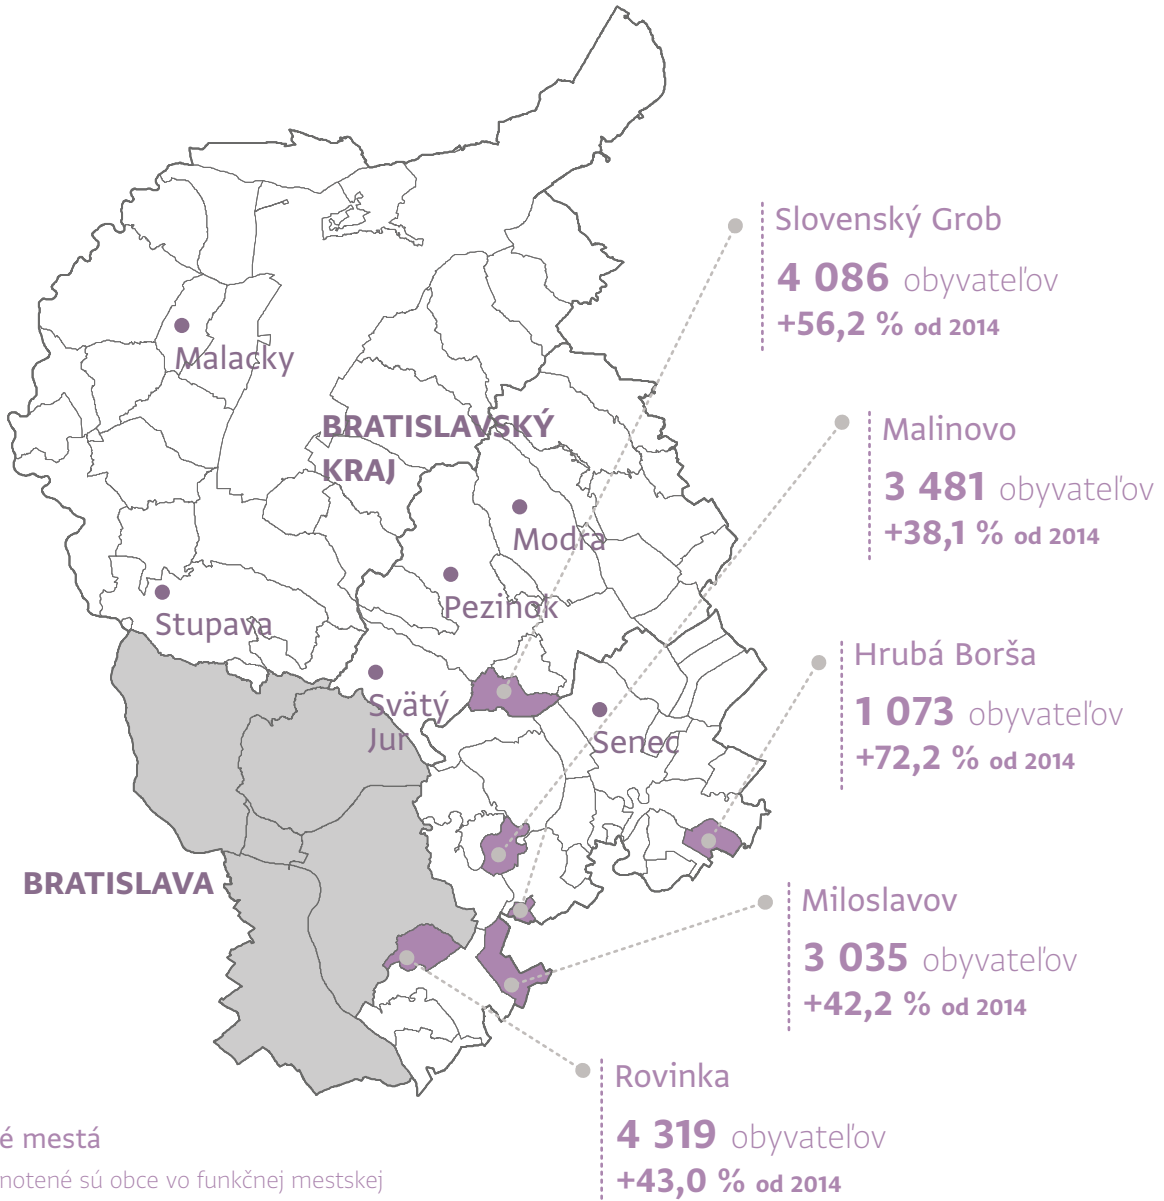 Slovenský Grob
4 086 obyvateľov
+56,2 % od 2014
Malacky
Malinovo
3 481 obyvateľov
+38,1 % od 2014
BRATISLAVSKÝ
KRAJ
Modra
Pezinok
Stupava
Hrubá Borša
1 073 obyvateľov
+72,2 % od 2014
Svätý
Jur
Senec
BRATISLAVA
Miloslavov
3 035 obyvateľov
+42,2 % od 2014
Rovinka
4 319 obyvateľov
+43,0 % od 2014
é mestá
notené sú obce vo funkčnej mestskej